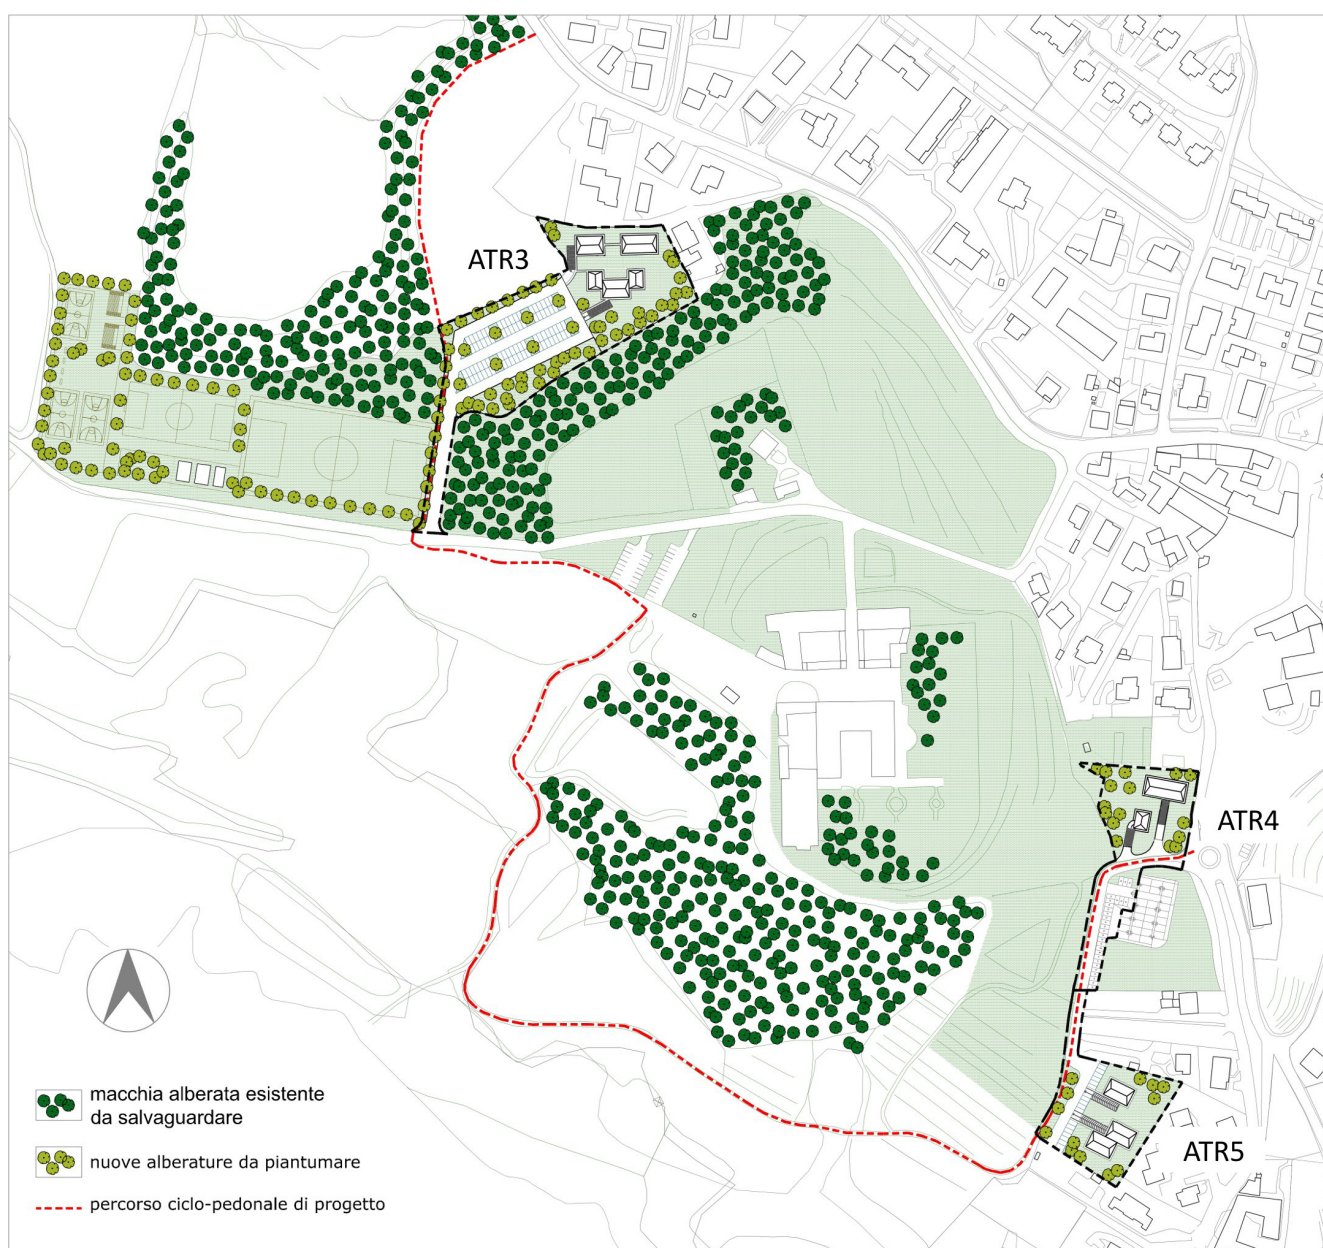 ATR3
ATR4
ATR5
macchia alberata esistente
da salvaguardare
nuove alberature da piantumare
percorso ciclo-pedonale di progetto